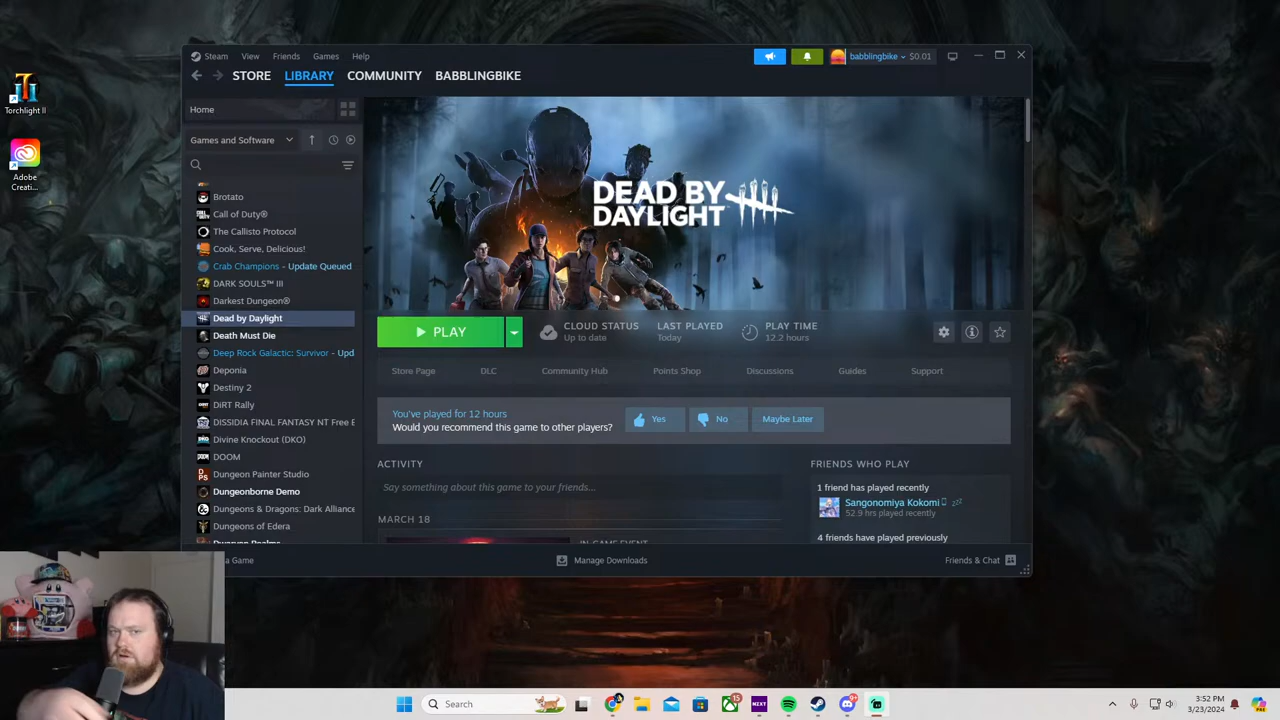 Steam View Friends Games Help
babblingbike $0.01
STORE LIBRARY COMMUNITY BABBLINGBIKE
Torchlight II
Adobe
Creati...
Home
Games and Software
Brotato
Call of Duty®
The Callisto Protocol
Cook, Serve, Delicious!
Crab Champions - Update Queued
DARK SOULS™ III
Darkest Dungeon®
Dead by Daylight
Death Must Die
Deep Rock Galactic: Survivor - Upd
Deponia
Destiny 2
DiRT Rally
DISSIDIA FINAL FANTASY NT Free E
Divine Knockout (DKO)
DOOM
Dungeon Painter Studio
Dungeonborne Demo
Dungeons & Dragons: Dark Alliance
Dungeons of Edera
DEAD BY
DAYLIGHT
PLAY
CLOUD STATUS
Up to date
LAST PLAYED
Today
PLAY TIME
12.2 hours
Store Page DLC Community Hub Points Shop Discussions Guides Support
You've played for 12 hours
Would you recommend this game to other players?
Yes No Maybe Later
ACTIVITY
Say something about this game to your friends...
MARCH 18
IN-GAME EVENT
FRIENDS WHO PLAY
1 friend has played recently
Sangonomiya Kokomi
52.9 hrs played recently
4 friends have played previously
a Game
Manage Downloads
Friends & Chat
Search
15
NZXT
3:52 PM
3/23/2024